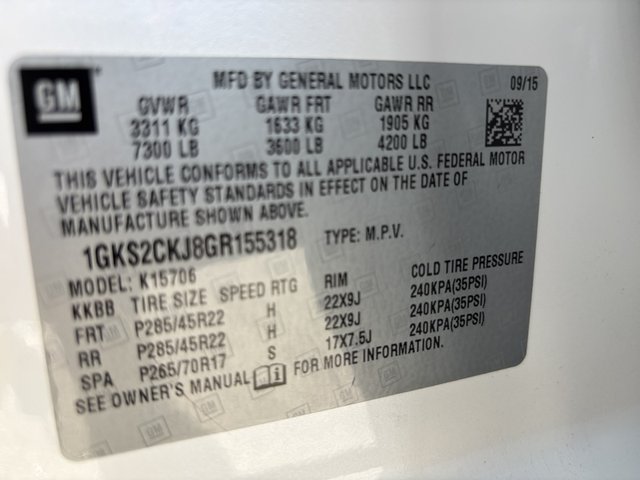 GM
MFD BY GENERAL MOTORS LLC 09/15
GVWR GAWR FRT GAWR RR
3311 KG 1633 KG 1905 KG
7300 LB 3600 LB 4200 LB
THIS VEHICLE CONFORMS TO ALL APPLICABLE U.S. FEDERAL MOTOR
VEHICLE SAFETY STANDARDS IN EFFECT ON THE DATE OF
MANUFACTURE SHOWN ABOVE.
1GKS2CKJ8GR155318 TYPE: M.P.V.
MODEL: K15706
KKBB TIRE SIZE SPEED RTG RIM COLD TIRE PRESSURE
FRT P285/45R22 H 22X9J 240KPA(35PSI)
RR P285/45R22 H 22X9J 240KPA(35PSI)
SPA P265/70R17 S 17X7.5J 240KPA(35PSI)
SEE OWNER'S MANUAL FOR MORE INFORMATION.